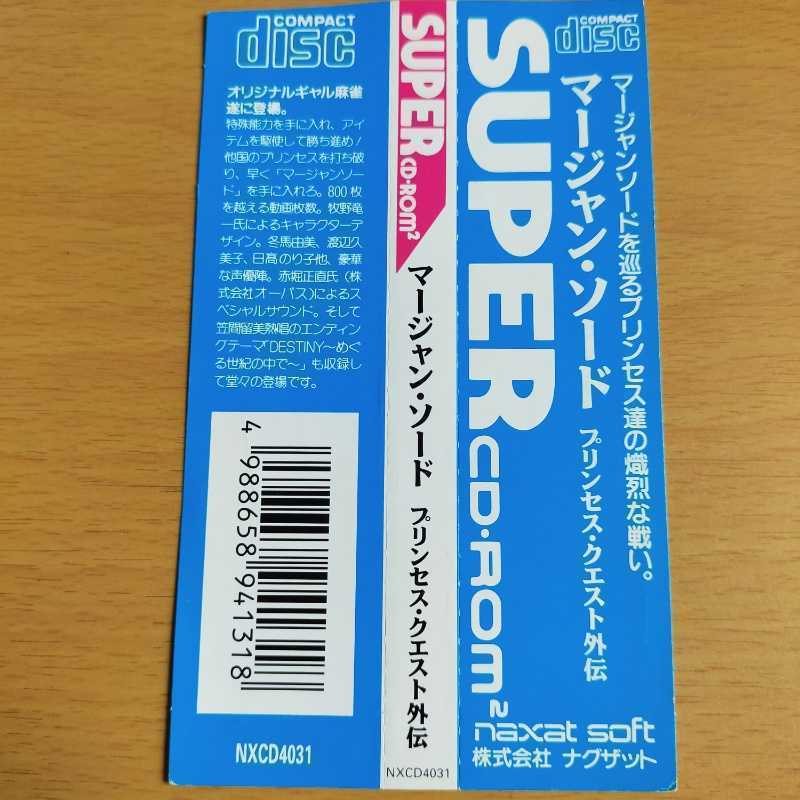 COMPACT
disc
オリジナルギャル麻雀
遂に登場。
特殊能力を手に入れ、アイ
テムを駆使して勝ち進め!
他国のプリンセスを打ち破
り、早く「マージャンソー
ド」を手に入れろ。800枚
を越える動画枚数。牧野竜
一氏によるキャラクターデ
ザイン。冬馬由美、渡辺久
美子、日髙のり子他、豪華
な声優陣。赤堀正直氏(株
式会社オーパス)によるス
ペシャルサウンド。そして
笠間留美熱唱のエンディン
グテーマ「DESTINY〜めぐ
る世紀の中で〜」も収録し
て堂々の登場です。
4 988658 941318
NXCD4031
SUPER CD・ROM2
マージャン・ソード プリンセス・クエスト外伝
NXCD4031
COMPACT
disc
マージャンソードを巡るプリンセス達の熾烈な戦い。
マージャン・ソード プリンセス・クエスト外伝
SUPER CD・ROM2
naxat soft
株式会社 ナグザット